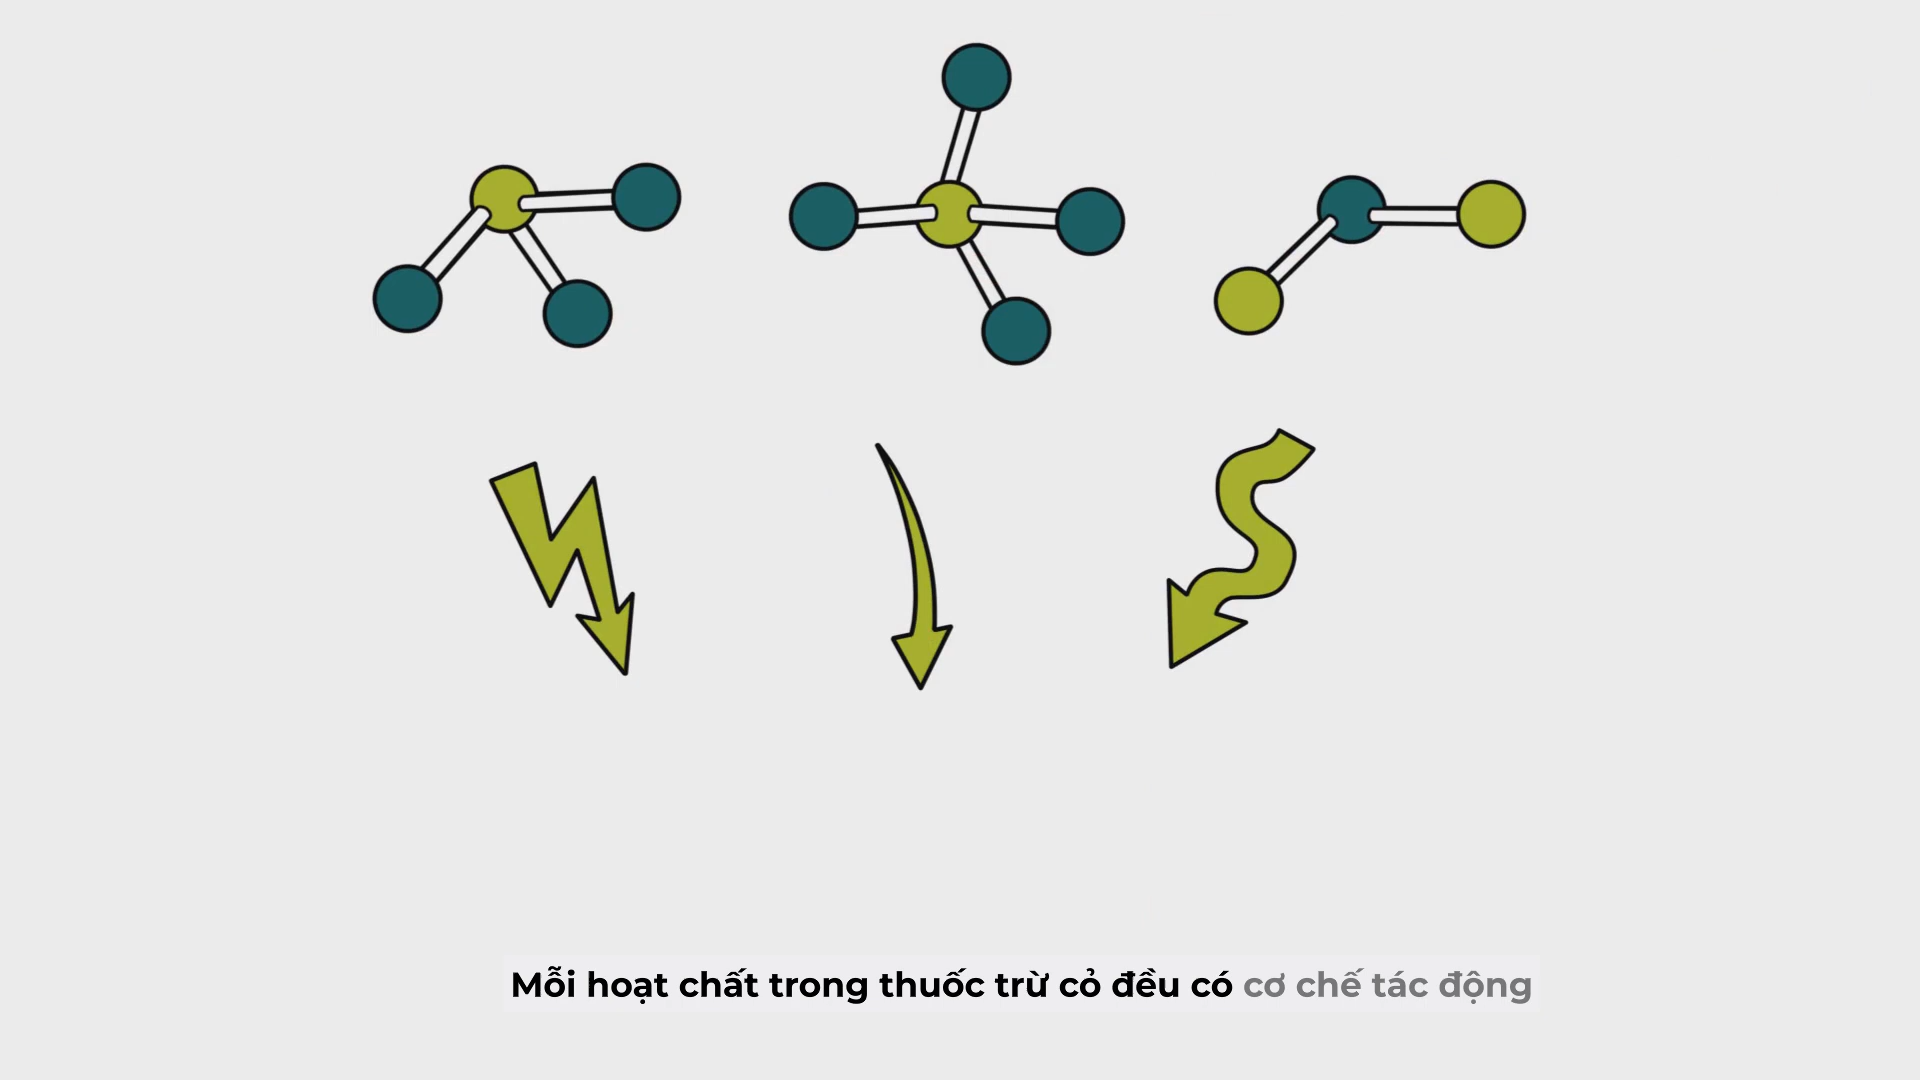 Mỗi hoạt chất trong thuốc trừ cỏ đều có cơ chế tác động